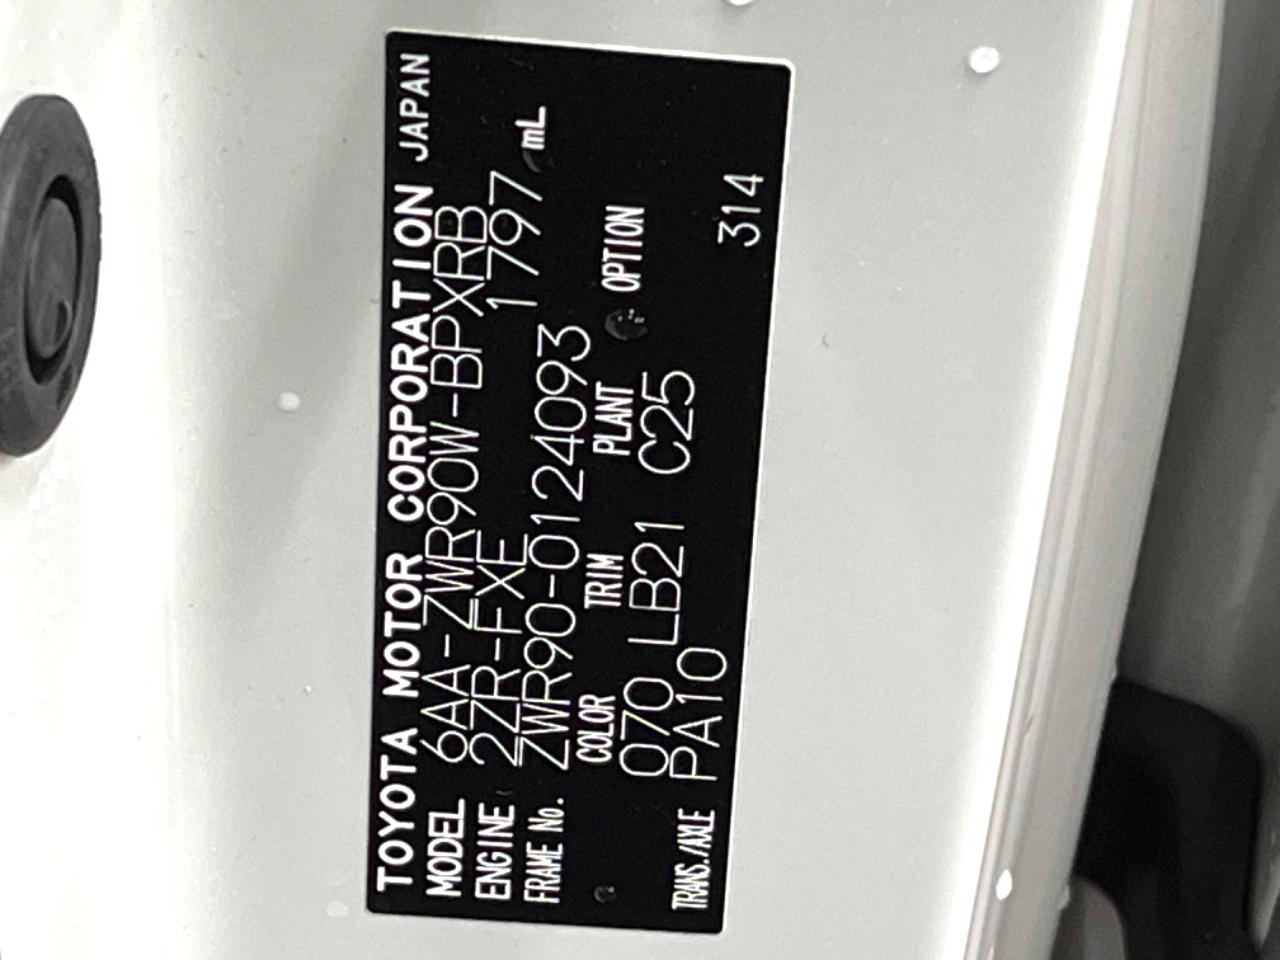 TOYOTA MOTOR CORPORATION JAPAN
MODEL 6AA-ZWR90W-BPXRB
ENGINE 2ZR-FXE 1797 mL
FRAME No. ZWR90-0124093
COLOR TRIM PLANT OPTION
070 LB21 C25
TRANS./AXLE PA10 314